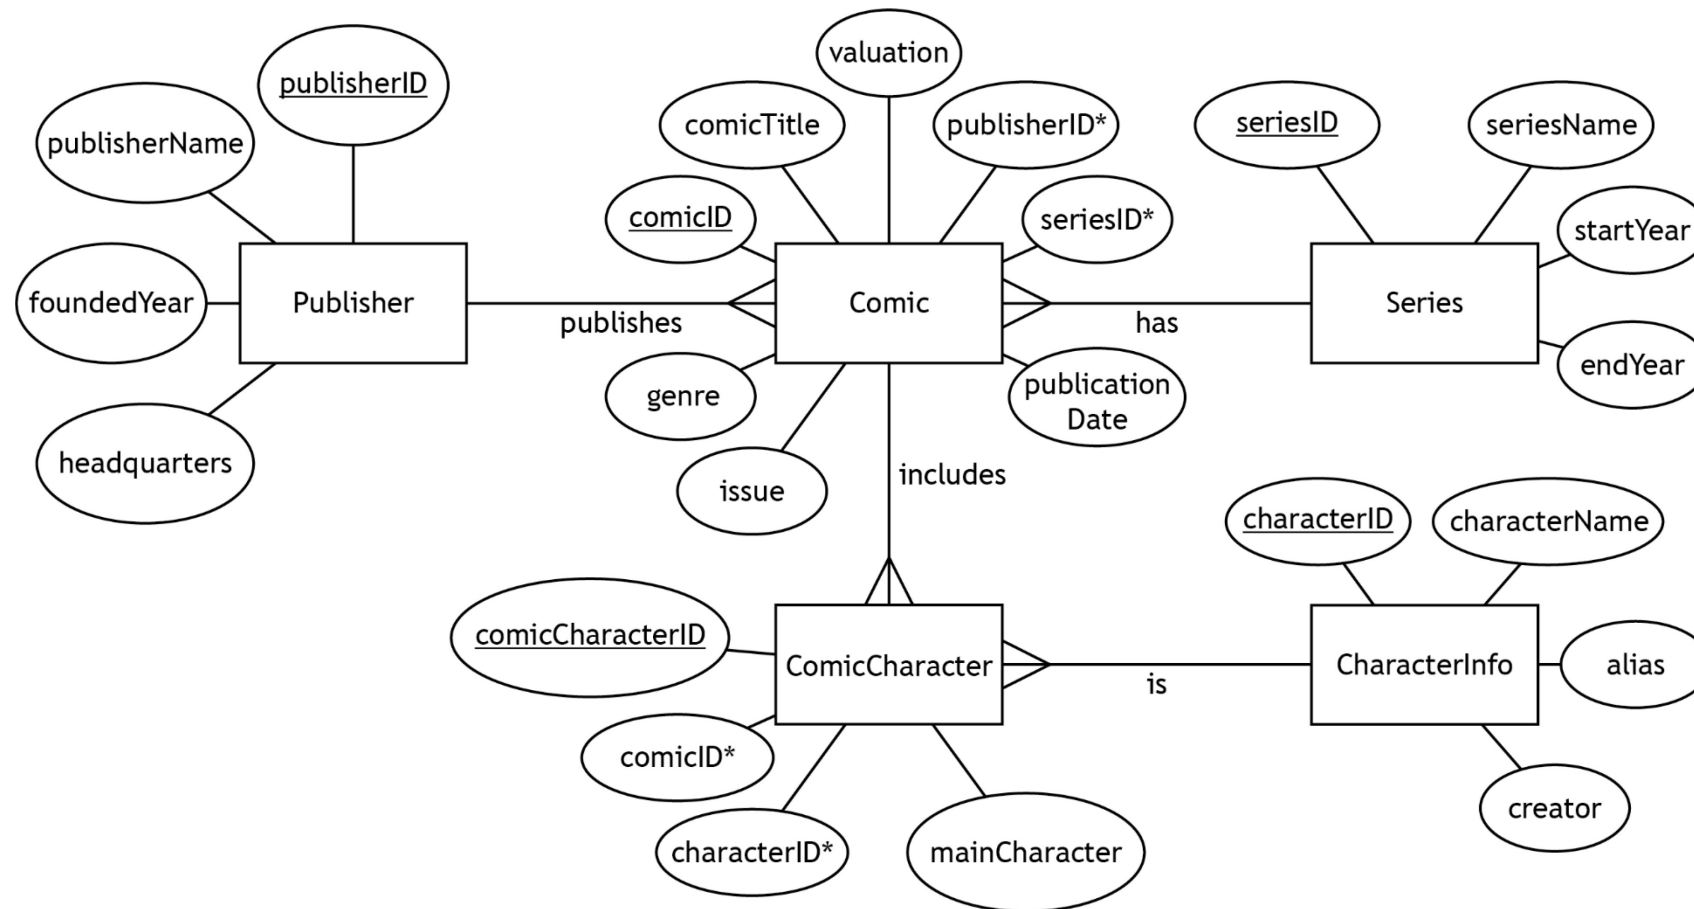 valuation
publisherID
comicTitle
publisherID*
seriesID
seriesName
publisherName
comicID
seriesID*
startYear
foundedYear
Publisher
publishes
Comic
has
Series
endYear
genre
publication
Date
headquarters
issue
includes
characterID
characterName
comicCharacterID
ComicCharacter
is
CharacterInfo
alias
comicID*
creator
characterID*
mainCharacter